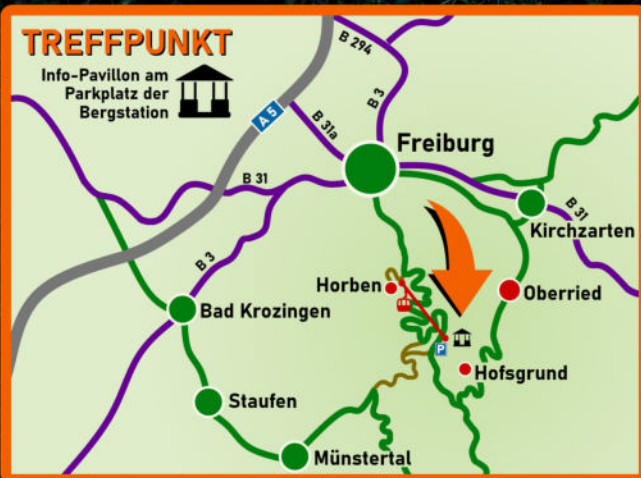 TREFFPUNKT
Info-Pavillon am
Parkplatz der
Bergstation
B 294
B 3
A 5
B 31a
Freiburg
B 31
B 31
Kirchzarten
B 3
Horben
Oberried
Bad Krozingen
P
Hofsgrund
Staufen
Münstertal